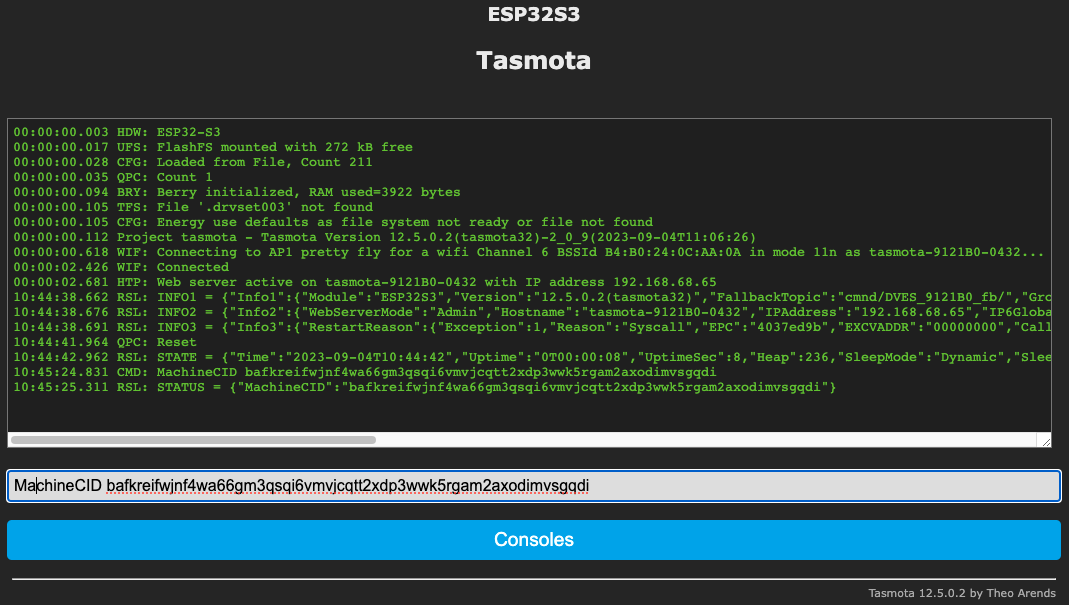 ESP32S3
Tasmota
00:00:00.003 HDW: ESP32-S3
00:00:00.017 UFS: FlashFS mounted with 272 kB free
00:00:00.028 CFG: Loaded from File, Count 211
00:00:00.035 QPC: Count 1
00:00:00.094 BRY: Berry initialized, RAM used=3922 bytes
00:00:00.105 TFS: File '.drvset003' not found
00:00:00.105 CFG: Energy use defaults as file system not ready or file not found
00:00:00.112 Project tasmota - Tasmota Version 12.5.0.2(tasmota32)-2_0_9(2023-09-04T11:06:26)
00:00:00.618 WIF: Connecting to AP1 pretty fly for a wifi Channel 6 BSSId B4:B0:24:0C:AA:0A in mode 11n as tasmota-9121B0-0432...
00:00:02.426 WIF: Connected
00:00:02.681 HTP: Web server active on tasmota-9121B0-0432 with IP address 192.168.68.65
10:44:38.662 RSL: INFO1 = {"Info1":{"Module":"ESP32S3","Version":"12.5.0.2(tasmota32)","FallbackTopic":"cmnd/DVES_9121B0_fb/","Gro
10:44:38.676 RSL: INFO2 = {"Info2":{"WebServerMode":"Admin","Hostname":"tasmota-9121B0-0432","IPAddress":"192.168.68.65","IP6Globa
10:44:38.691 RSL: INFO3 = {"Info3":{"RestartReason":{"Exception":1,"Reason":"Syscall","EPC":"4037ed9b","EXCVADDR":"00000000","Call
10:44:41.964 QPC: Reset
10:44:42.962 RSL: STATE = {"Time":"2023-09-04T10:44:42","Uptime":"0T00:00:08","UptimeSec":8,"Heap":236,"SleepMode":"Dynamic","Slee
10:45:24.831 CMD: MachineCID bafkreifwjnf4wa66gm3qsqi6vmvjcqtt2xdp3wwk5rgam2axodimvsgqdi
10:45:25.311 RSL: STATUS = {"MachineCID":"bafkreifwjnf4wa66gm3qsqi6vmvjcqtt2xdp3wwk5rgam2axodimvsgqdi"}
MachineCID bafkreifwjnf4wa66gm3qsqi6vmvjcqtt2xdp3wwk5rgam2axodimvsgqdi
Consoles
Tasmota 12.5.0.2 by Theo Arends